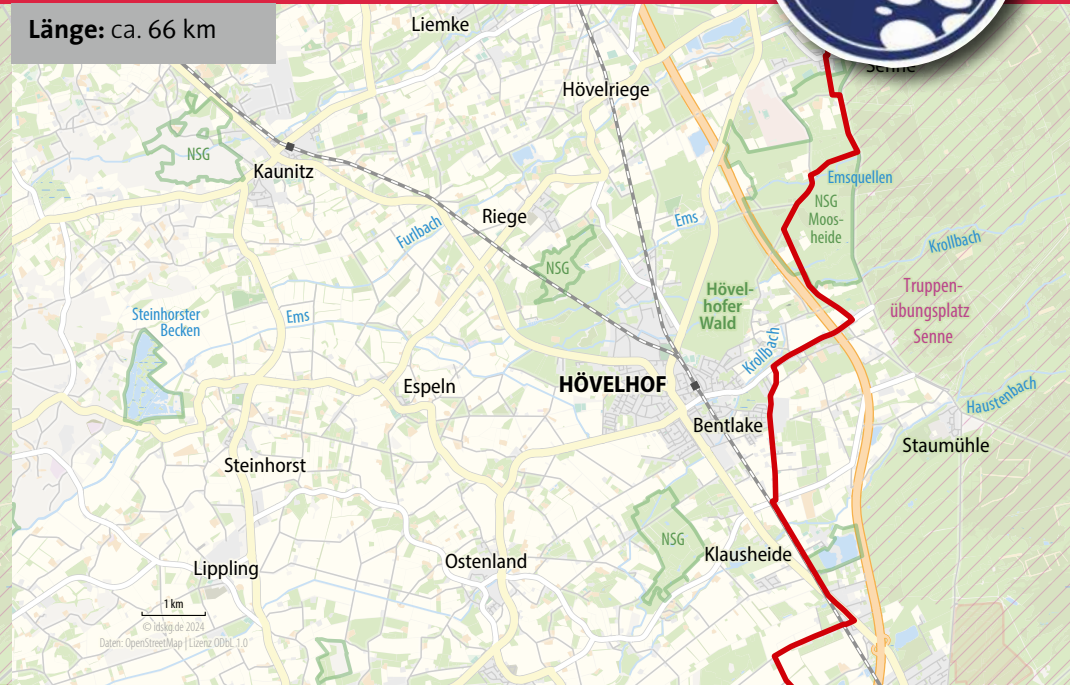 Länge: ca. 66 km
Liemke
Senne
Hövelriege
NSG
Kaunitz
Emsquellen
NSG
Moos-
heide
Riege
Ems
Furlbach
Krollbach
NSG
Truppen-
übungsplatz
Senne
Hövel-
hofer
Wald
Steinhorster
Becken
Ems
Krollbach
Espeln
HÖVELHOF
Haustenbach
Bentlake
Staumühle
Steinhorst
NSG
Klausheide
Ostenland
Lippling
1 km
© ldskg.de 2024
Daten: OpenStreetMap | Lizenz ODbL 1.0